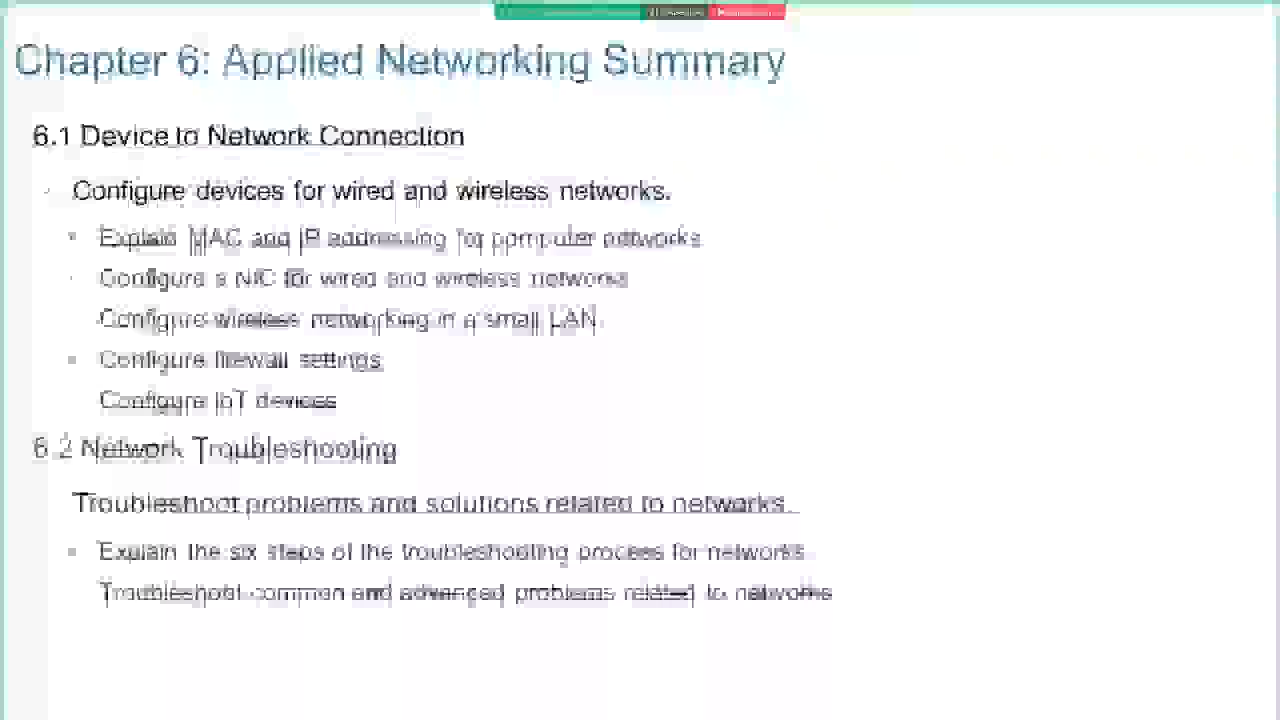 Chapter 6: Applied Networking Summary
6.1 Device to Network Connection
Configure devices for wired and wireless networks.
Explain MAC and IP addressing for computer networks
Configure a NIC for wired and wireless networks
Configure wireless networking in a small LAN
Configure firewall settings
Configure IoT devices
6.2 Network Troubleshooting
Troubleshoot problems and solutions related to networks.
Explain the six steps of the troubleshooting process for networks
Troubleshoot common and advanced problems related to networks